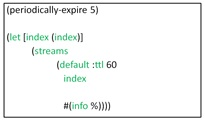 (periodically-expire 5)
(let [index (index)]
(streams
(default :ttl 60
index
#(info %))))